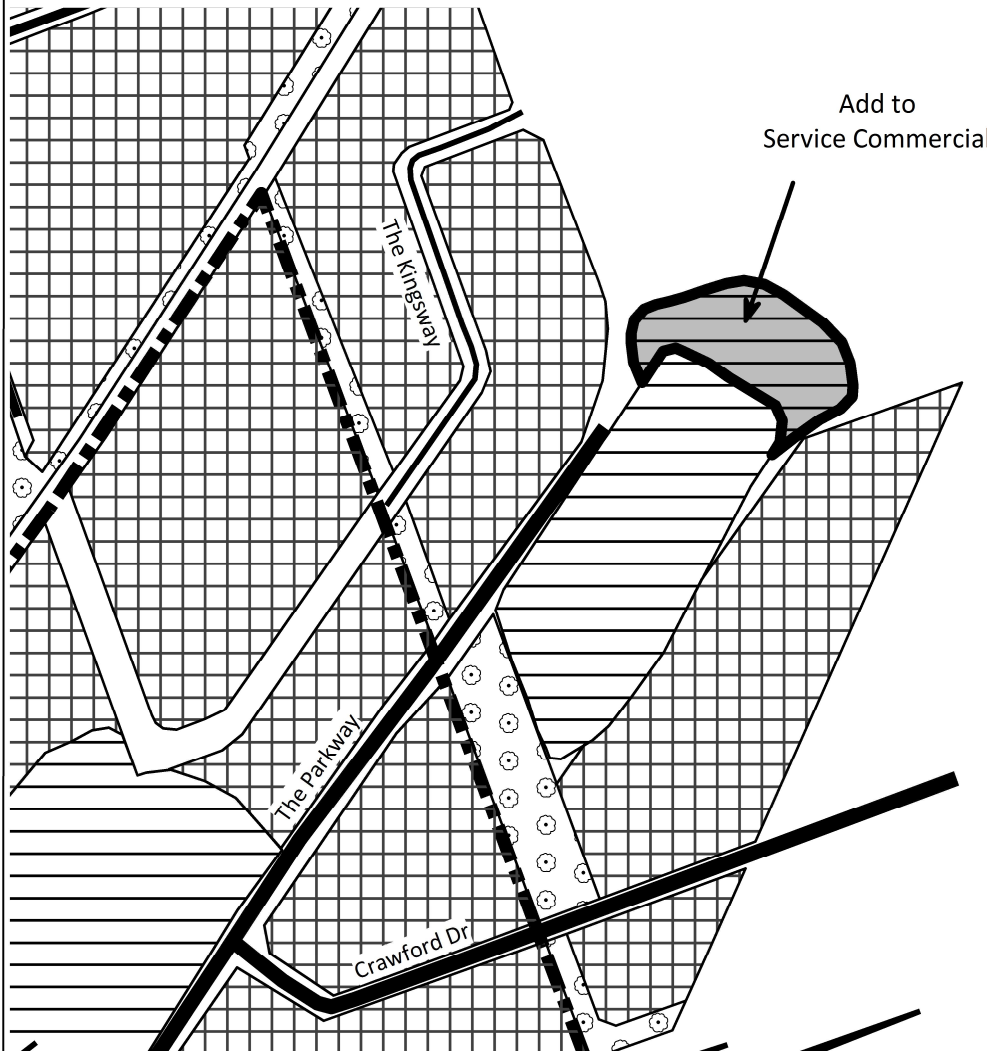 Add to
Service Commercial
The Kingsway
The Parkway
Crawford Dr